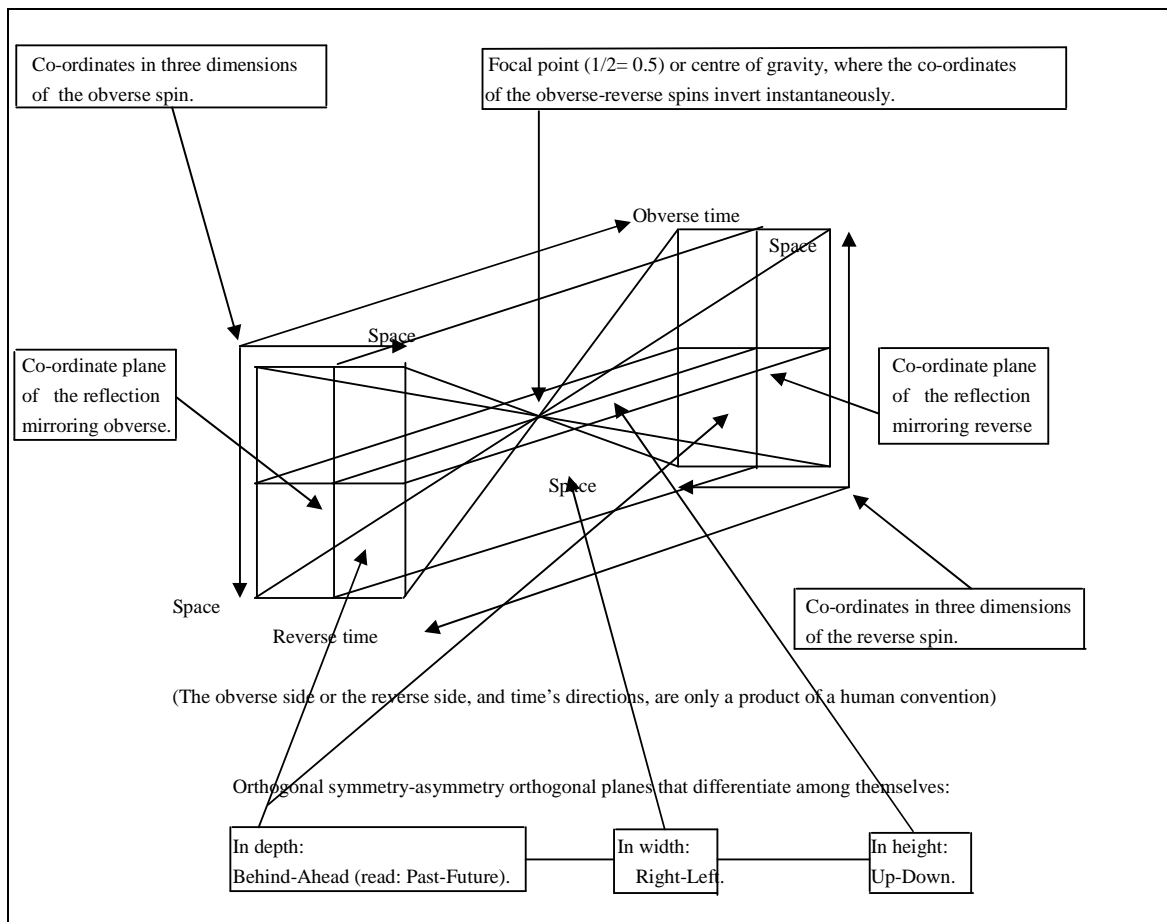 Co-ordinates in three dimensions
of the obverse spin.
Focal point (1/2= 0.5) or centre of gravity, where the co-ordinates
of the obverse-reverse spins invert instantaneously.
Obverse time
Space
Space
Co-ordinate plane
of the reflection
mirroring obverse.
Co-ordinate plane
of the reflection
mirroring reverse
Space
Space
Co-ordinates in three dimensions
of the reverse spin.
Reverse time
(The obverse side or the reverse side, and time’s directions, are only a product of a human convention)
Orthogonal symmetry-asymmetry orthogonal planes that differentiate among themselves:
In depth:
Behind-Ahead (read: Past-Future).
In width:
Right-Left.
In height:
Up-Down.